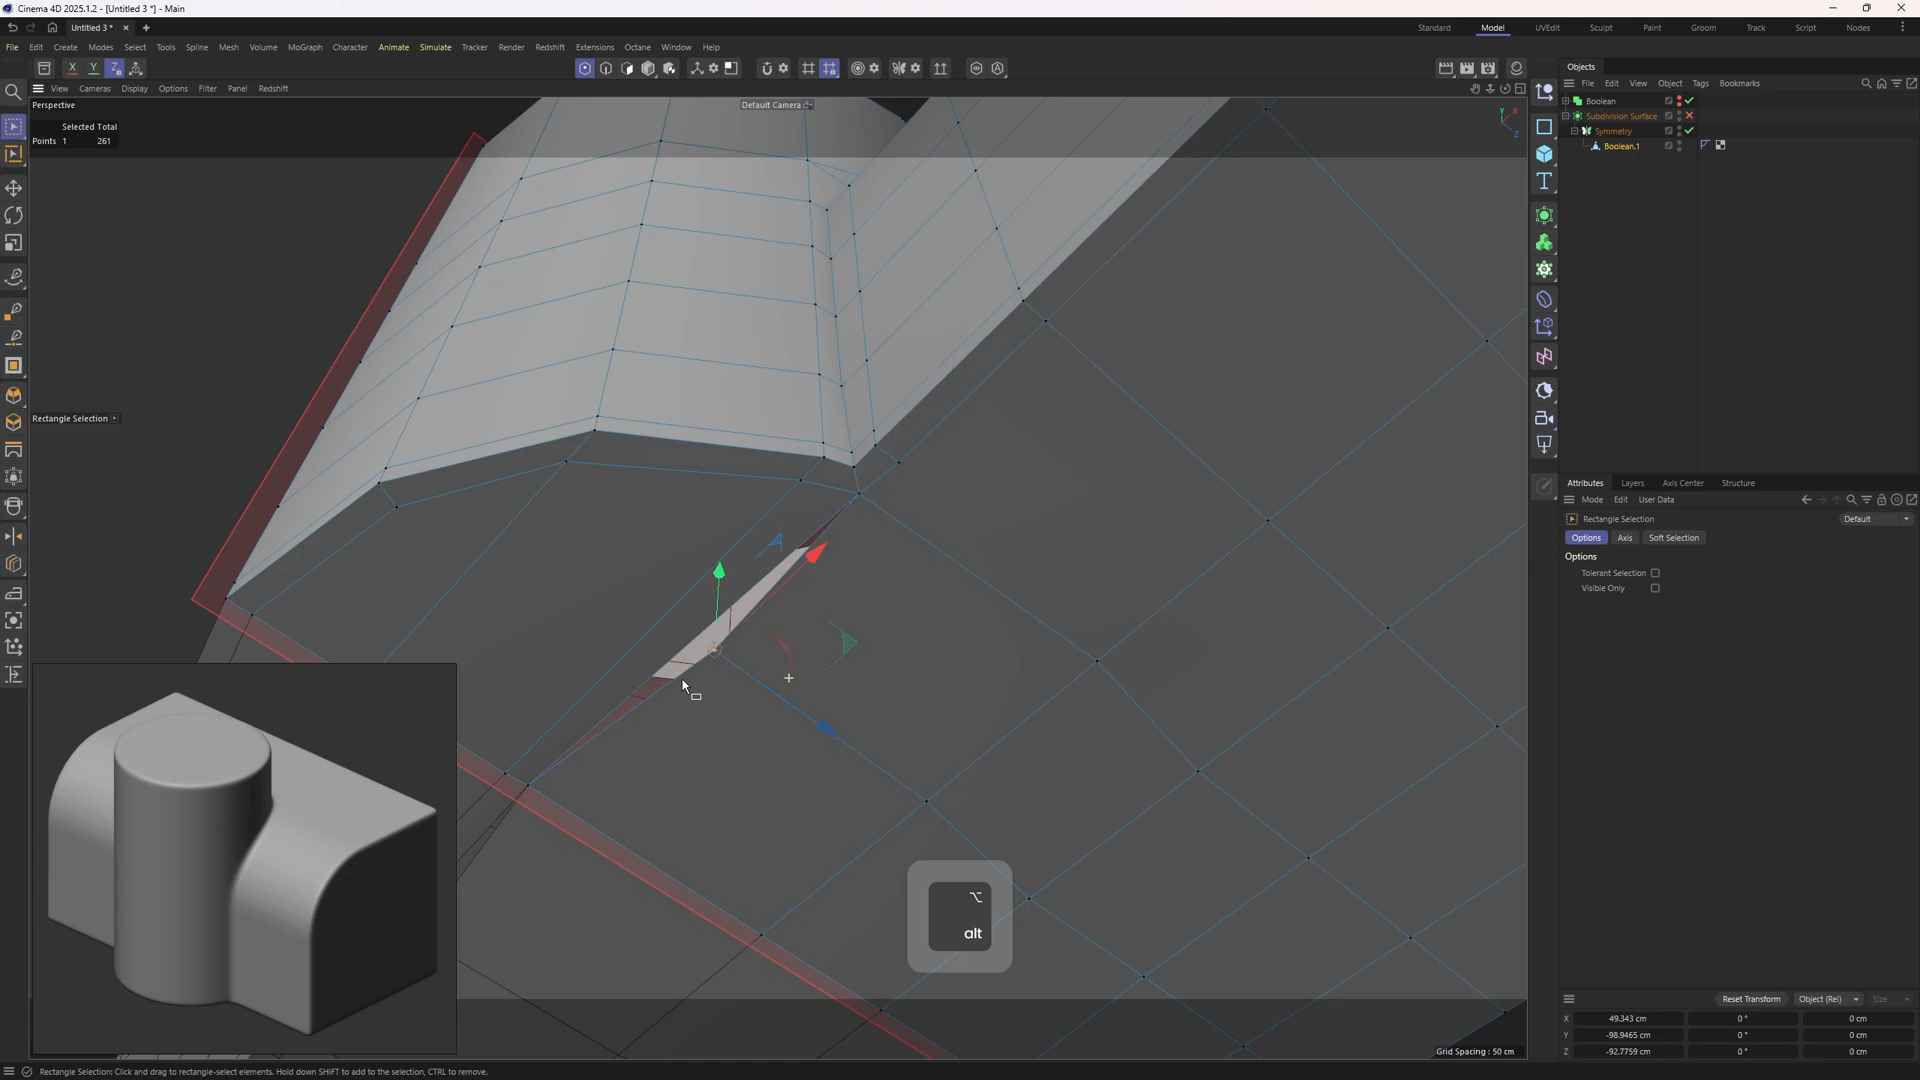 Cinema 4D 2025.1.2 - [Untitled 3 *] - Main
Untitled 3 *
Standard Model UVEdit Sculpt Paint Groom Track Script Nodes
File Edit Create Modes Select Tools Spline Mesh Volume MoGraph Character Animate Simulate Tracker Render Redshift Extensions Octane Window Help
X Y Z
View Cameras Display Options Filter Panel Redshift
Perspective
Default Camera
Selected Total
Points 1 261
Rectangle Selection
Y X Z
alt
Grid Spacing : 50 cm
Objects
File Edit View Object Tags Bookmarks
Boolean
Subdivision Surface
Symmetry
Boolean.1
Attributes Layers Axis Center Structure
Mode Edit User Data
Rectangle Selection Default
Options Axis Soft Selection
Options
Tolerant Selection
Visible Only
Reset Transform Object (Rel) Size
X 49.343 cm 0 ° 0 cm
Y -98.9465 cm 0 ° 0 cm
Z -92.7759 cm 0 ° 0 cm
Rectangle Selection: Click and drag to rectangle-select elements. Hold down SHIFT to add to the selection, CTRL to remove.